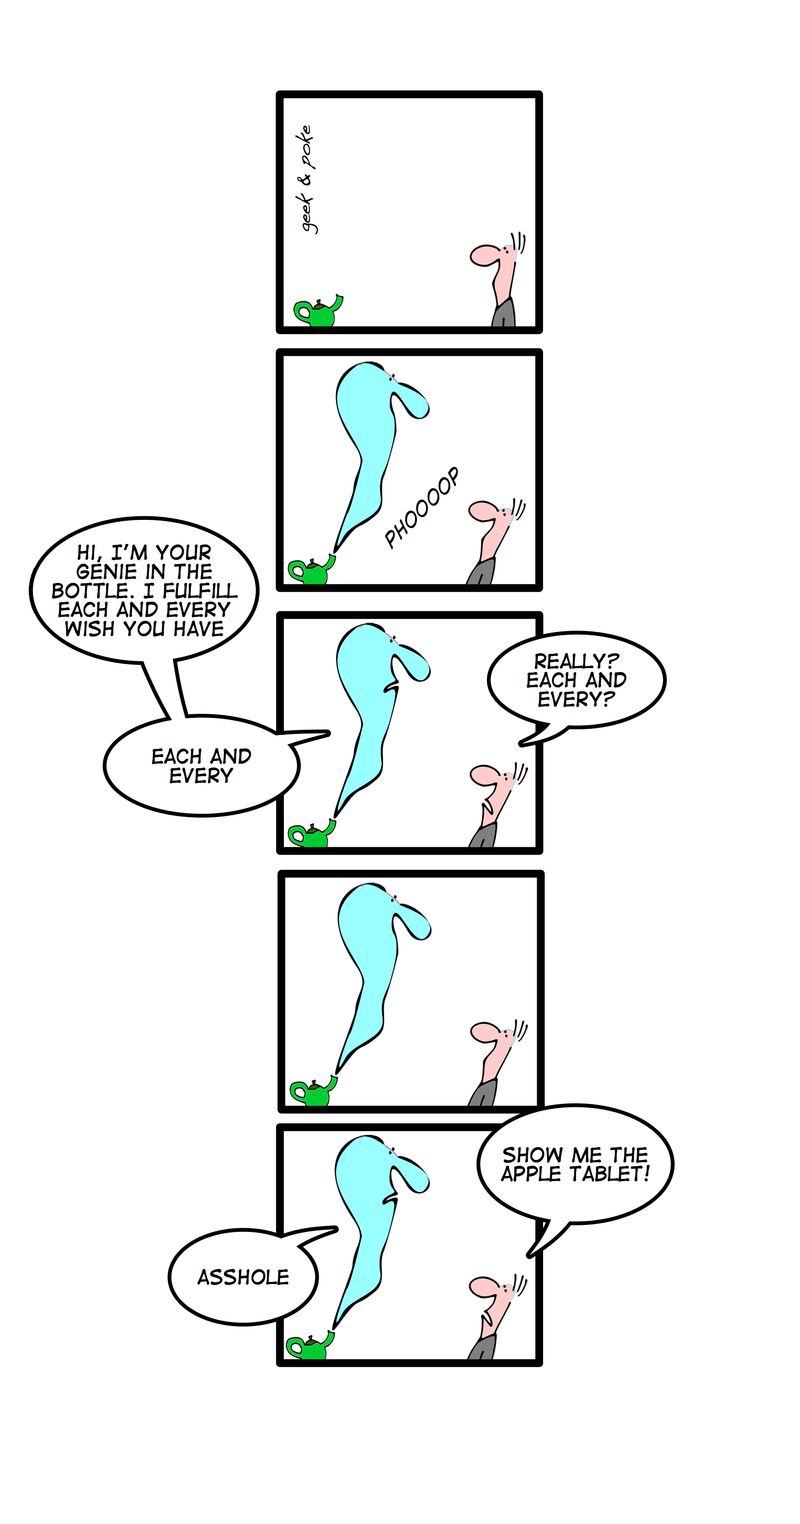 geek & poke
PHOOOOP
HI, I'M YOUR
GENIE IN THE
BOTTLE. I FULFILL
EACH AND EVERY
WISH YOU HAVE
REALLY?
EACH AND
EVERY?
EACH AND
EVERY
SHOW ME THE
APPLE TABLET!
ASSHOLE